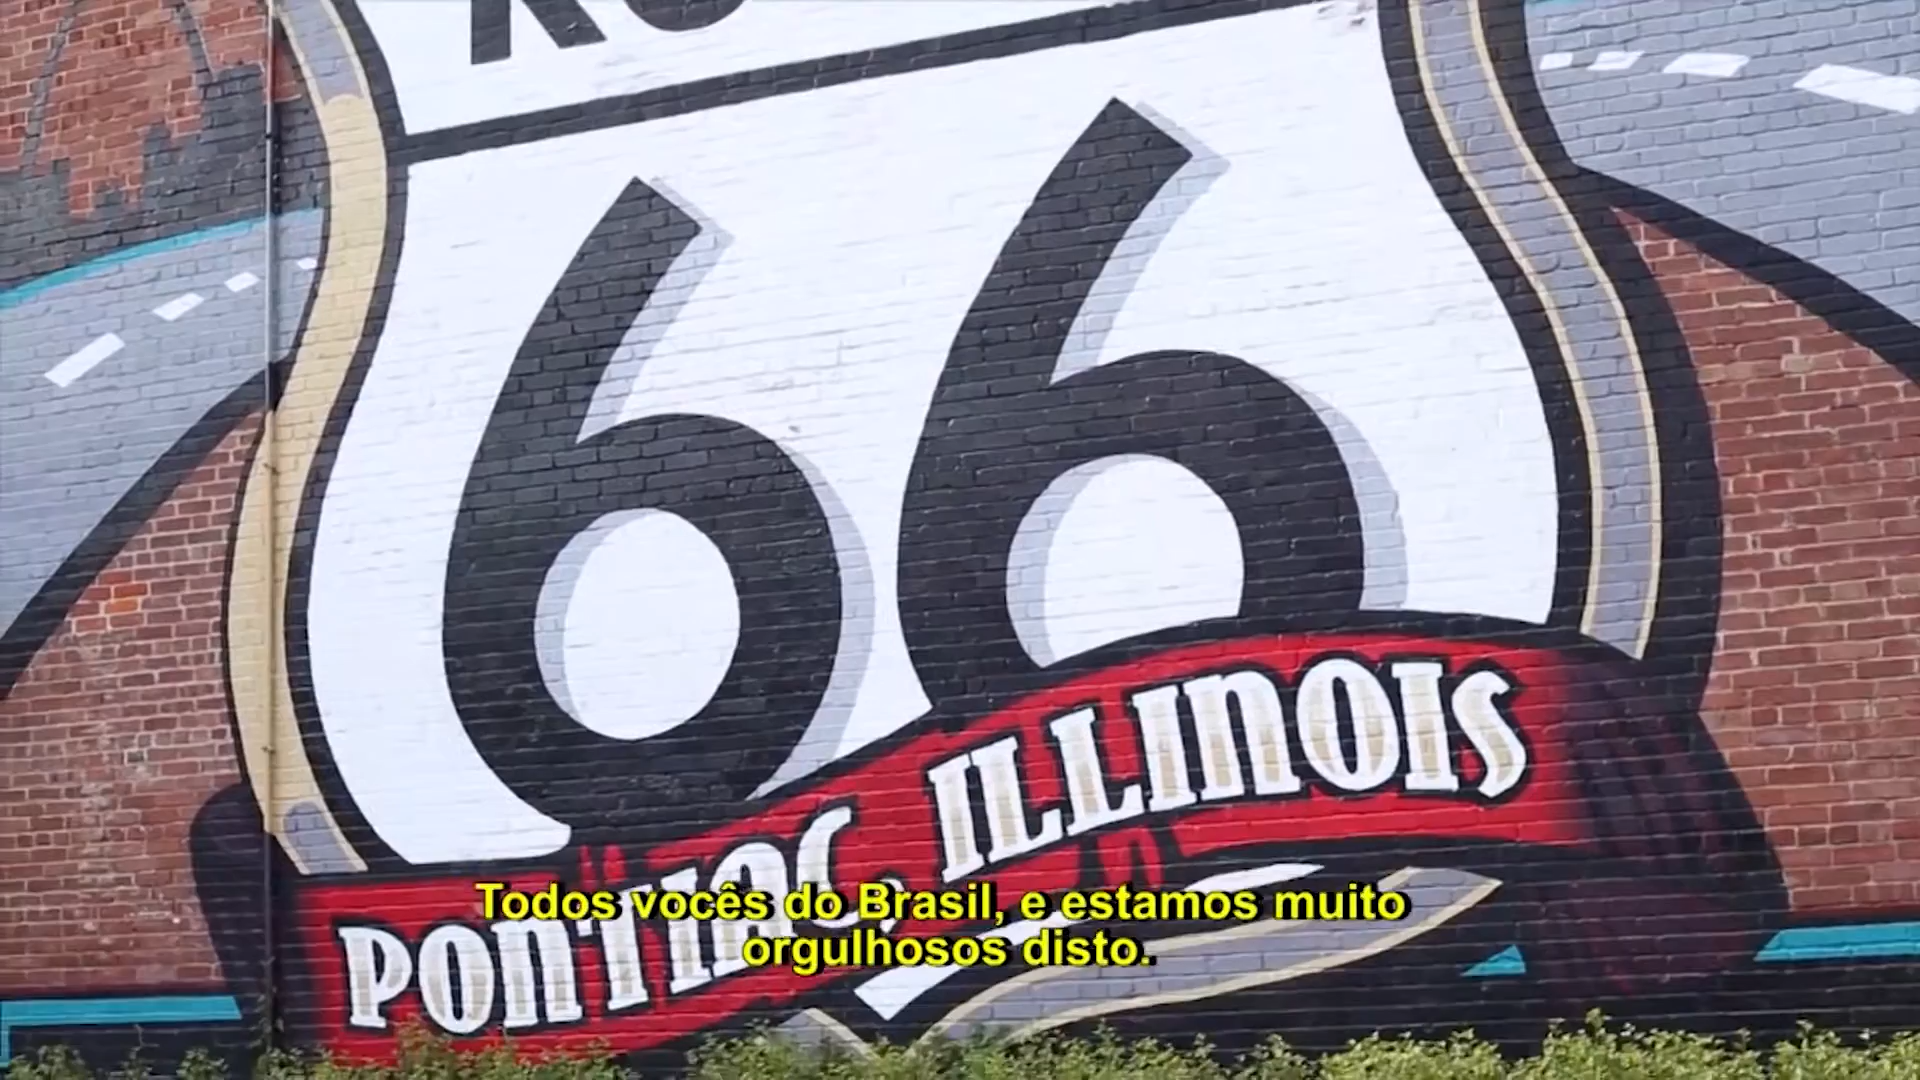 66
PONTIAC, ILLINOIS
Todos vocês do Brasil, e estamos muito
orgulhosos disto.